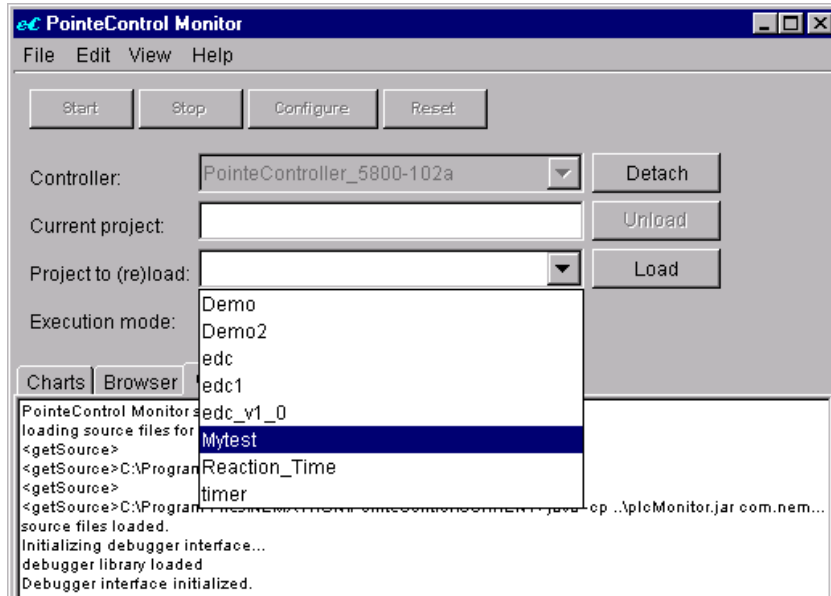 eC PointeControl Monitor
File Edit View Help
Start Stop Configure Reset
Controller: PointeController_5800-102a Detach
Current project: Unload
Project to (re)load: Load
Execution mode:
Demo
Demo2
edc
edc1
edc_v1_0
Mytest
Reaction_Time
timer
Charts Browser
PointeControl Monitor s
loading source files for
<getSource>
<getSource>C:\Program
<getSource>
<getSource>C:\Program -cp ..\plcMonitor.jar com.nem...
source files loaded.
Initializing debugger interface...
debugger library loaded
Debugger interface initialized.